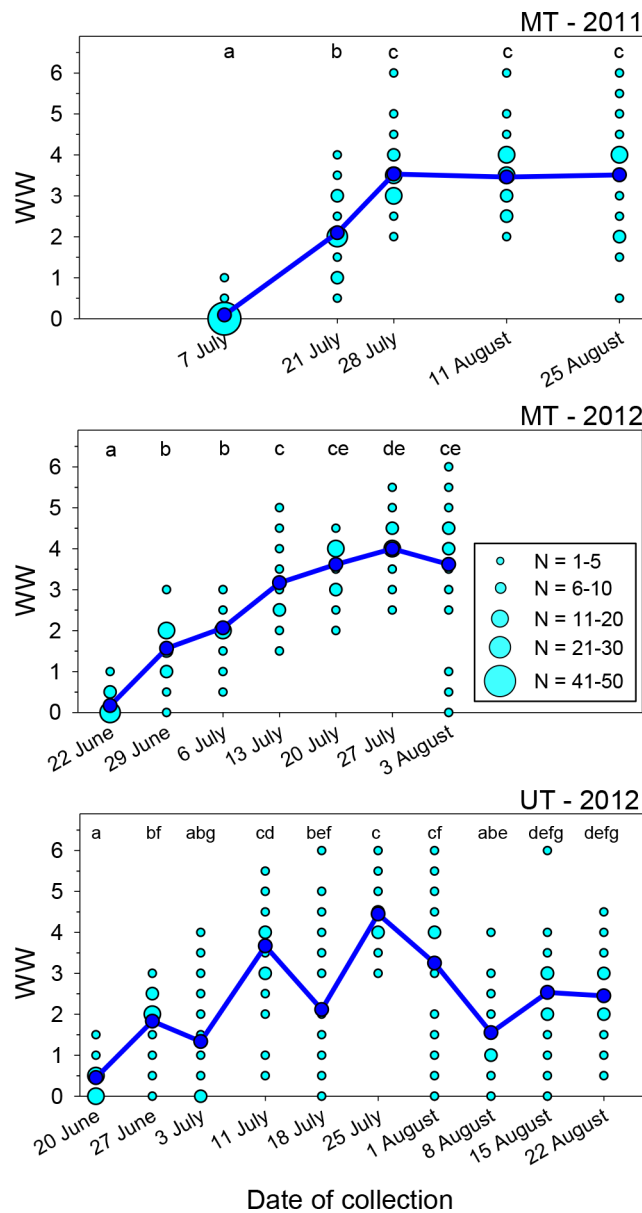 MT - 2011
a b c c c
6
5
4
3
2
1
0
WW
7 July
21 July
28 July
11 August
25 August
MT - 2012
a b b c ce de ce
6
5
4
3
2
1
0
WW
N = 1-5
N = 6-10
N = 11-20
N = 21-30
N = 41-50
22 June
29 June
6 July
13 July
20 July
27 July
3 August
UT - 2012
a bf abg cd bef c cf abe defg defg
6
5
4
3
2
1
0
WW
20 June
27 June
3 July
11 July
18 July
25 July
1 August
8 August
15 August
22 August
Date of collection